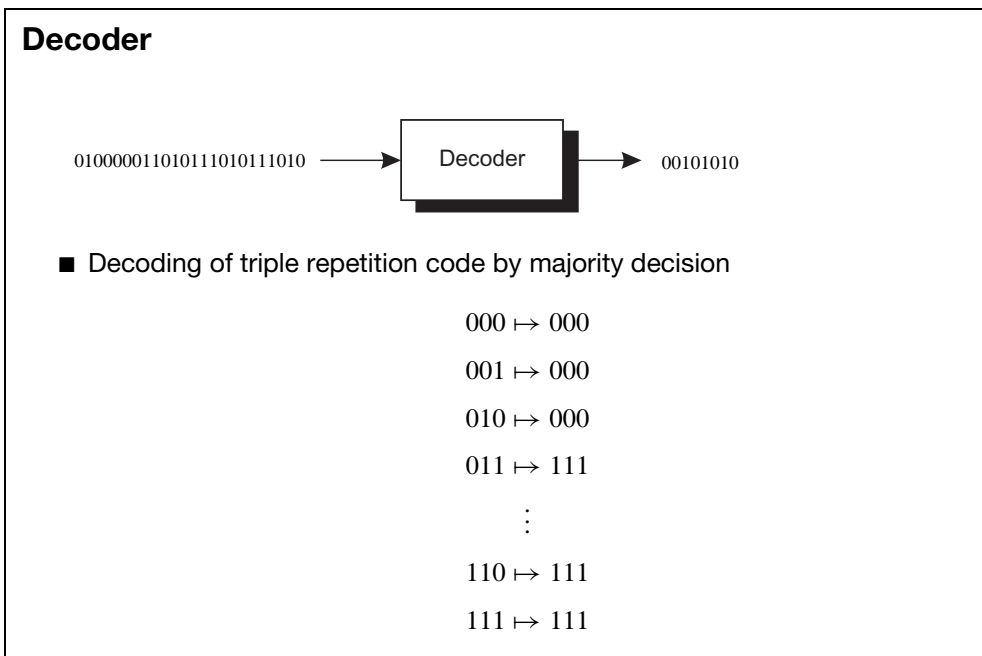 Decoder
010000011010111010111010 Decoder 00101010
■ Decoding of triple repetition code by majority decision
000 ↦ 000
001 ↦ 000
010 ↦ 000
011 ↦ 111
⋮
110 ↦ 111
111 ↦ 111